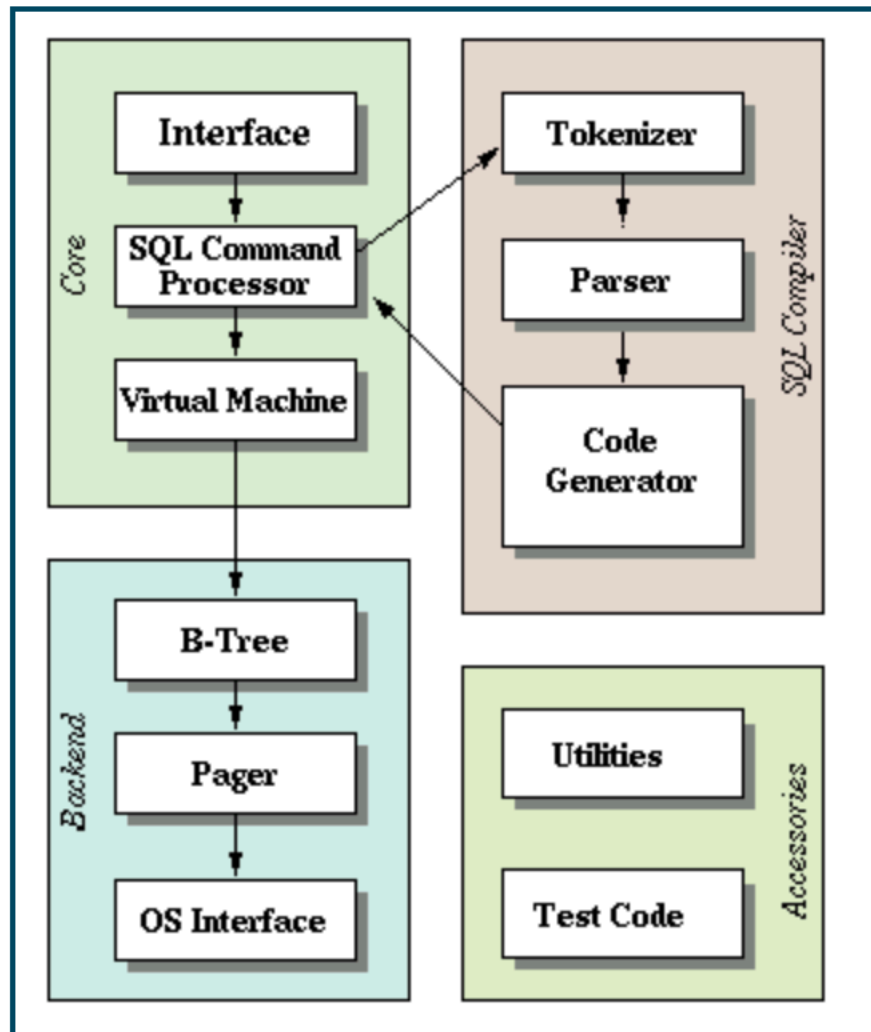 Core
Interface
SQL Command
Processor
Virtual Machine
SQL Compiler
Tokenizer
Parser
Code
Generator
Backend
B-Tree
Pager
OS Interface
Accessories
Utilities
Test Code